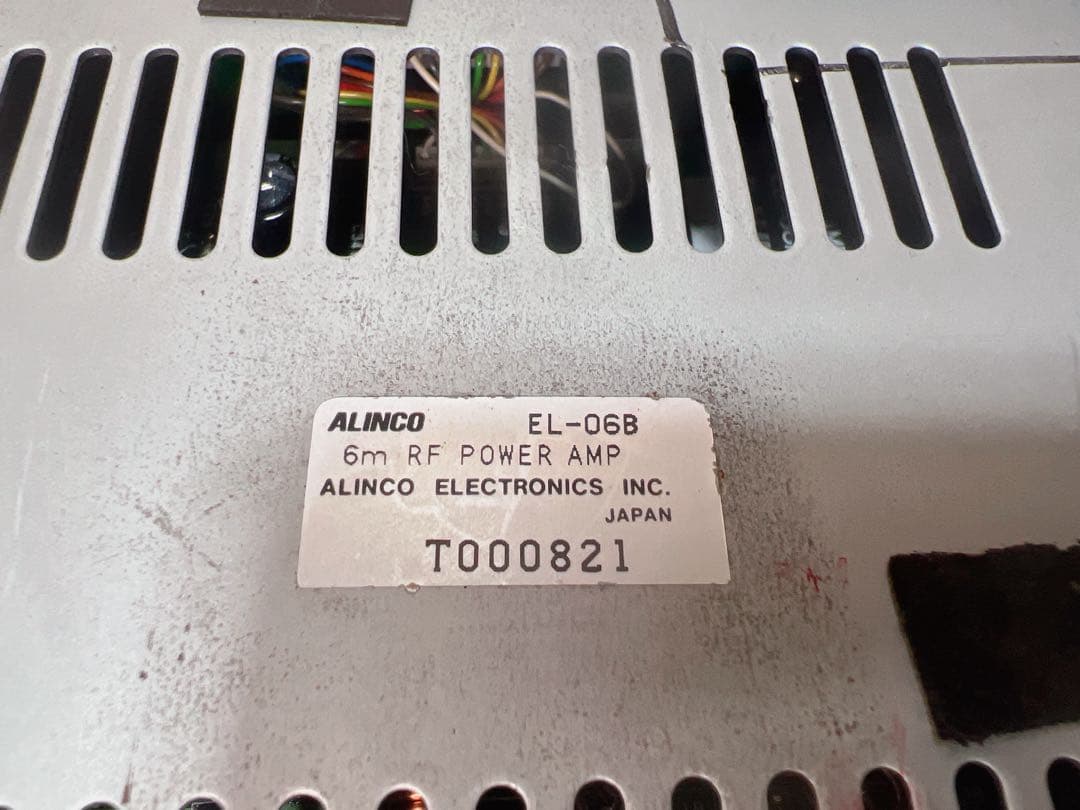 ALINCO EL-06B
6m RF POWER AMP
ALINCO ELECTRONICS INC.
JAPAN
T000821